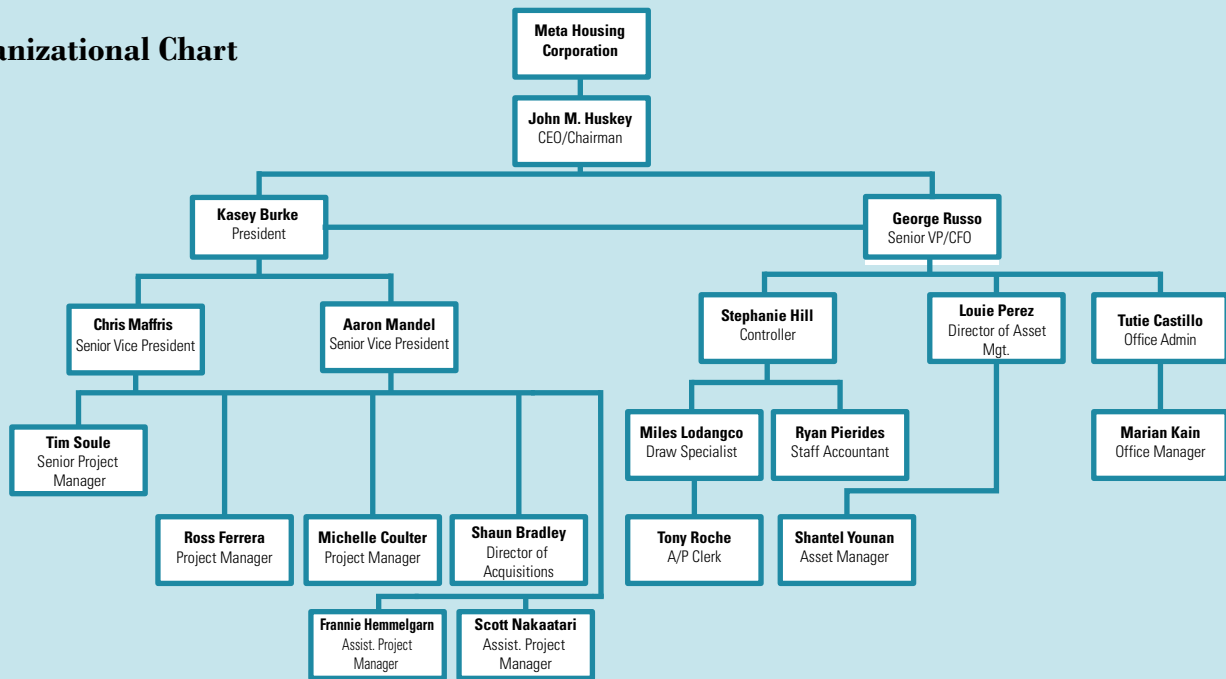 anizational Chart
Meta Housing
Corporation
John M. Huskey
CEO/Chairman
Kasey Burke
President
George Russo
Senior VP/CFO
Chris Maffris
Senior Vice President
Aaron Mandel
Senior Vice President
Stephanie Hill
Controller
Louie Perez
Director of Asset
Mgt.
Tutie Castillo
Office Admin
Tim Soule
Senior Project
Manager
Miles Lodangco
Draw Specialist
Ryan Pierides
Staff Accountant
Marian Kain
Office Manager
Ross Ferrera
Project Manager
Michelle Coulter
Project Manager
Shaun Bradley
Director of
Acquisitions
Tony Roche
A/P Clerk
Shantel Younan
Asset Manager
Frannie Hemmelgarn
Assist. Project
Manager
Scott Nakaatari
Assist. Project
Manager